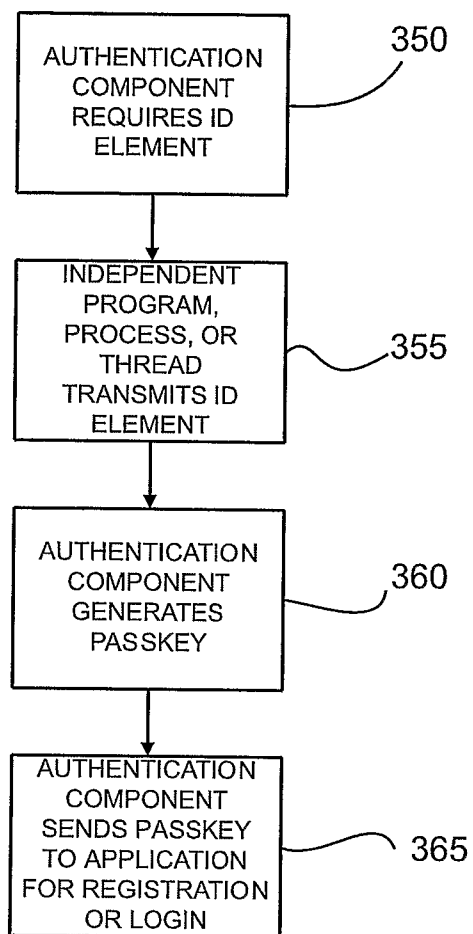 AUTHENTICATION
COMPONENT
REQUIRES ID
ELEMENT
350
INDEPENDENT
PROGRAM,
PROCESS, OR
THREAD
TRANSMITS ID
ELEMENT
355
AUTHENTICATION
COMPONENT
GENERATES
PASSKEY
360
AUTHENTICATION
COMPONENT
SENDS PASSKEY
TO APPLICATION
FOR REGISTRATION
OR LOGIN
365